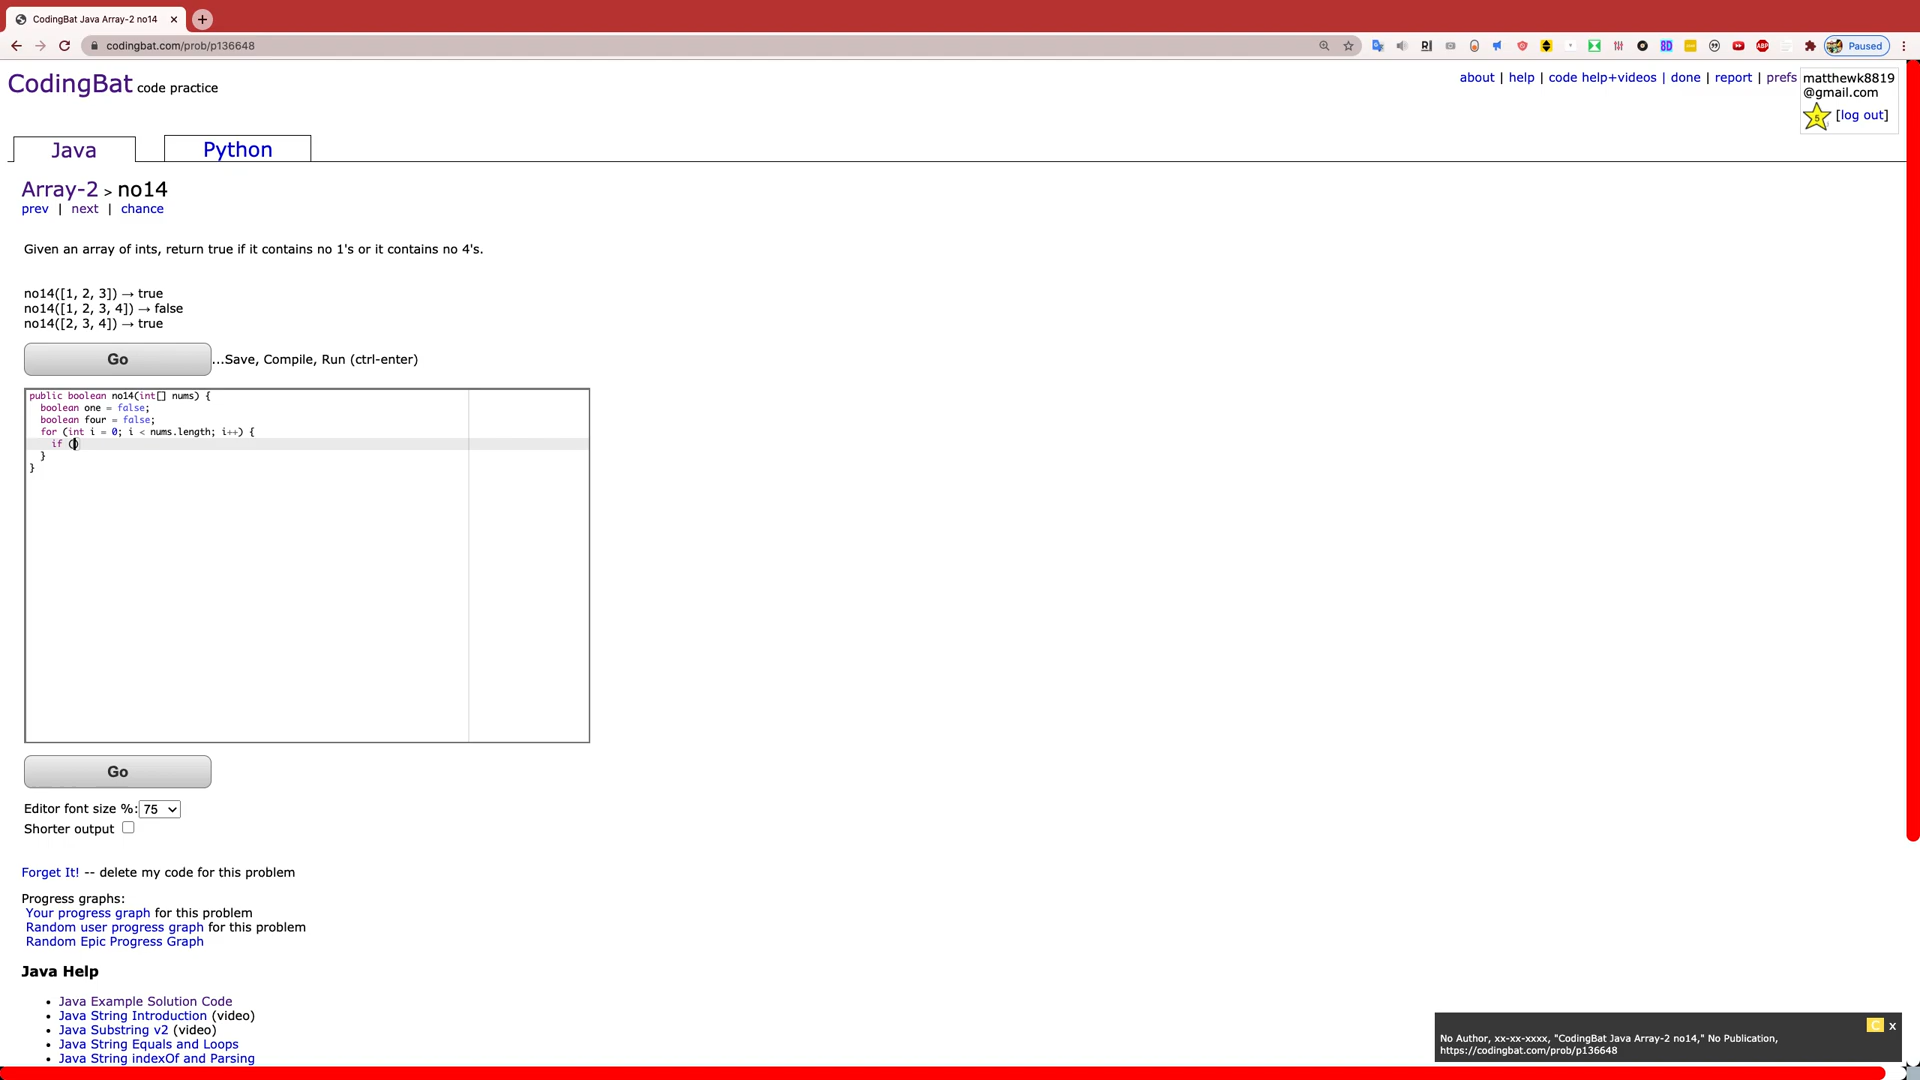 CodingBat Java Array-2 no14
codingbat.com/prob/p136648
Paused
CodingBat code practice
about | help | code help+videos | done | report | prefs
matthewk8819
@gmail.com
5
[log out]
Java
Python
Array-2 > no14
prev | next | chance
Given an array of ints, return true if it contains no 1's or it contains no 4's.
no14([1, 2, 3]) → true
no14([1, 2, 3, 4]) → false
no14([2, 3, 4]) → true
Go
...Save, Compile, Run (ctrl-enter)
public boolean no14(int[] nums) {
boolean one = false;
boolean four = false;
for (int i = 0; i < nums.length; i++) {
if ()
}
}
Go
Editor font size %: 75
Shorter output
Forget It! -- delete my code for this problem
Progress graphs:
Your progress graph for this problem
Random user progress graph for this problem
Random Epic Progress Graph
Java Help
• Java Example Solution Code
• Java String Introduction (video)
• Java Substring v2 (video)
• Java String Equals and Loops
• Java String indexOf and Parsing
C x
No Author, xx-xx-xxxx, "CodingBat Java Array-2 no14," No Publication,
https://codingbat.com/prob/p136648